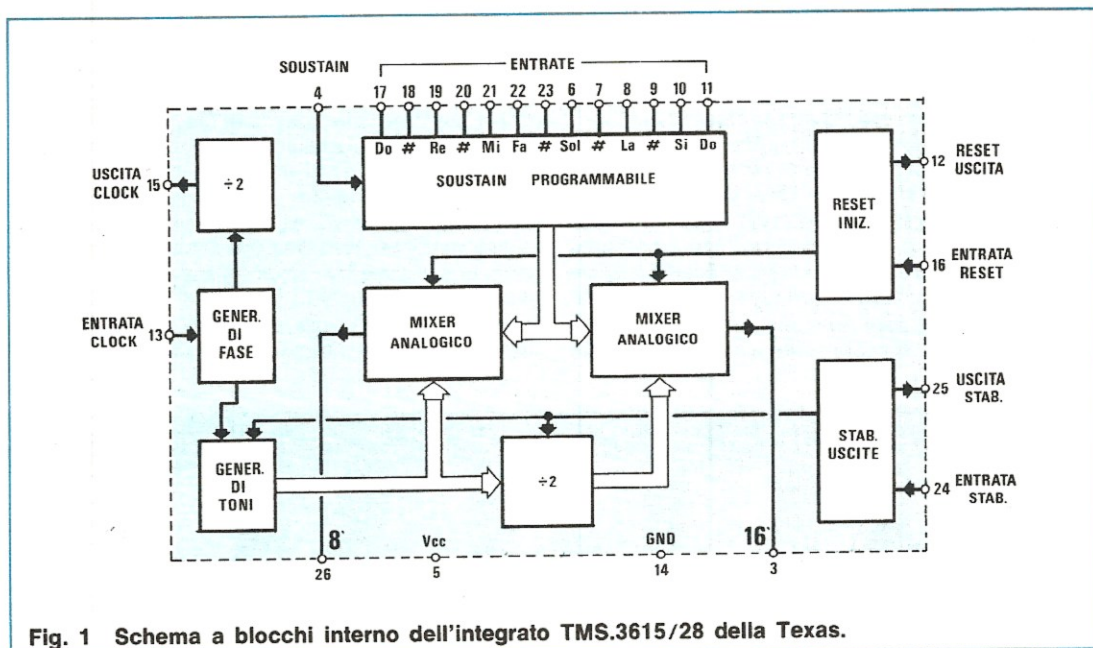 SOUSTAIN
ENTRATE
4 17 18 19 20 21 22 23 6 7 8 9 10 11
Do # Re # Mi Fa # Sol # La # Si Do
SOUSTAIN PROGRAMMABILE
USCITA
CLOCK 15
÷2
RESET
INIZ.
12 RESET
USCITA
16 ENTRATA
RESET
ENTRATA
CLOCK 13
GENER.
DI
FASE
MIXER
ANALOGICO
MIXER
ANALOGICO
GENER.
DI
TONI
÷2
STAB.
USCITE
25 USCITA
STAB.
24 ENTRATA
STAB.
8' Vcc GND 16'
26 5 14 3
Fig. 1 Schema a blocchi interno dell'integrato TMS.3615/28 della Texas.